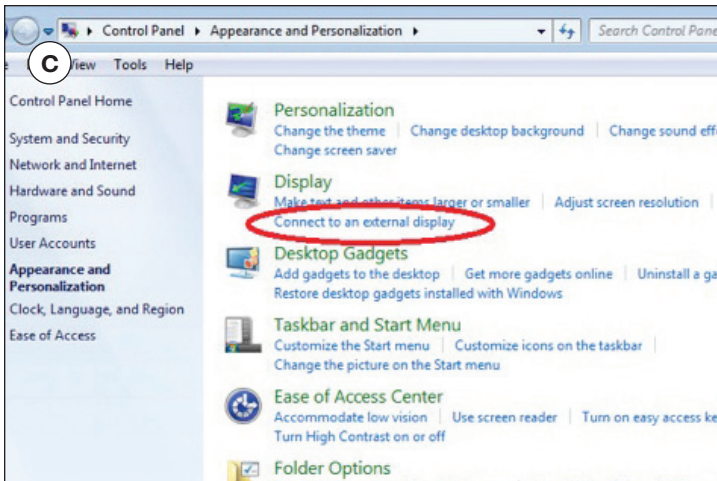 Control Panel ▸ Appearance and Personalization ▸ Search Control Pane
C View Tools Help
Control Panel Home
System and Security
Network and Internet
Hardware and Sound
Programs
User Accounts
Appearance and
Personalization
Clock, Language, and Region
Ease of Access
Personalization
Change the theme Change desktop background Change sound eff
Change screen saver
Display
Make text and other items larger or smaller Adjust screen resolution
Connect to an external display
Desktop Gadgets
Add gadgets to the desktop Get more gadgets online Uninstall a ga
Restore desktop gadgets installed with Windows
Taskbar and Start Menu
Customize the Start menu Customize icons on the taskbar
Change the picture on the Start menu
Ease of Access Center
Accommodate low vision Use screen reader Turn on easy access ke
Turn High Contrast on or off
Folder Options